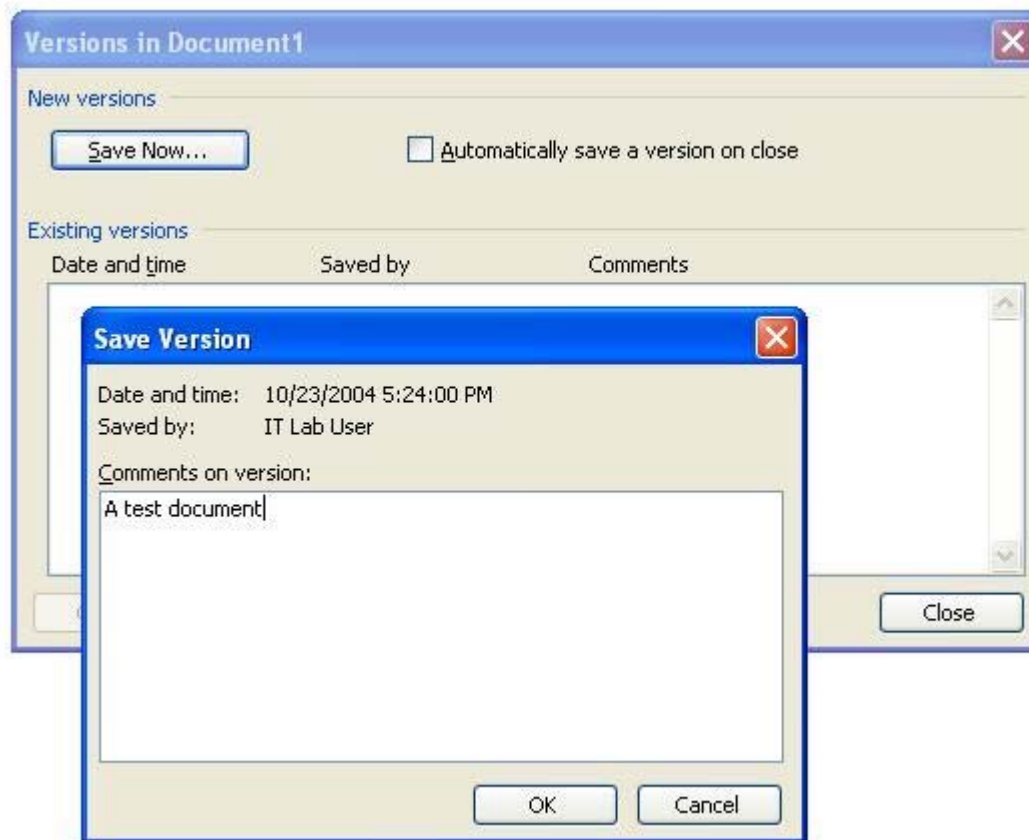 Versions in Document1
New versions
Save Now...
Automatically save a version on close
Existing versions
Date and time Saved by Comments
Save Version
Date and time: 10/23/2004 5:24:00 PM
Saved by: IT Lab User
Comments on version:
A test document
Close
OK Cancel